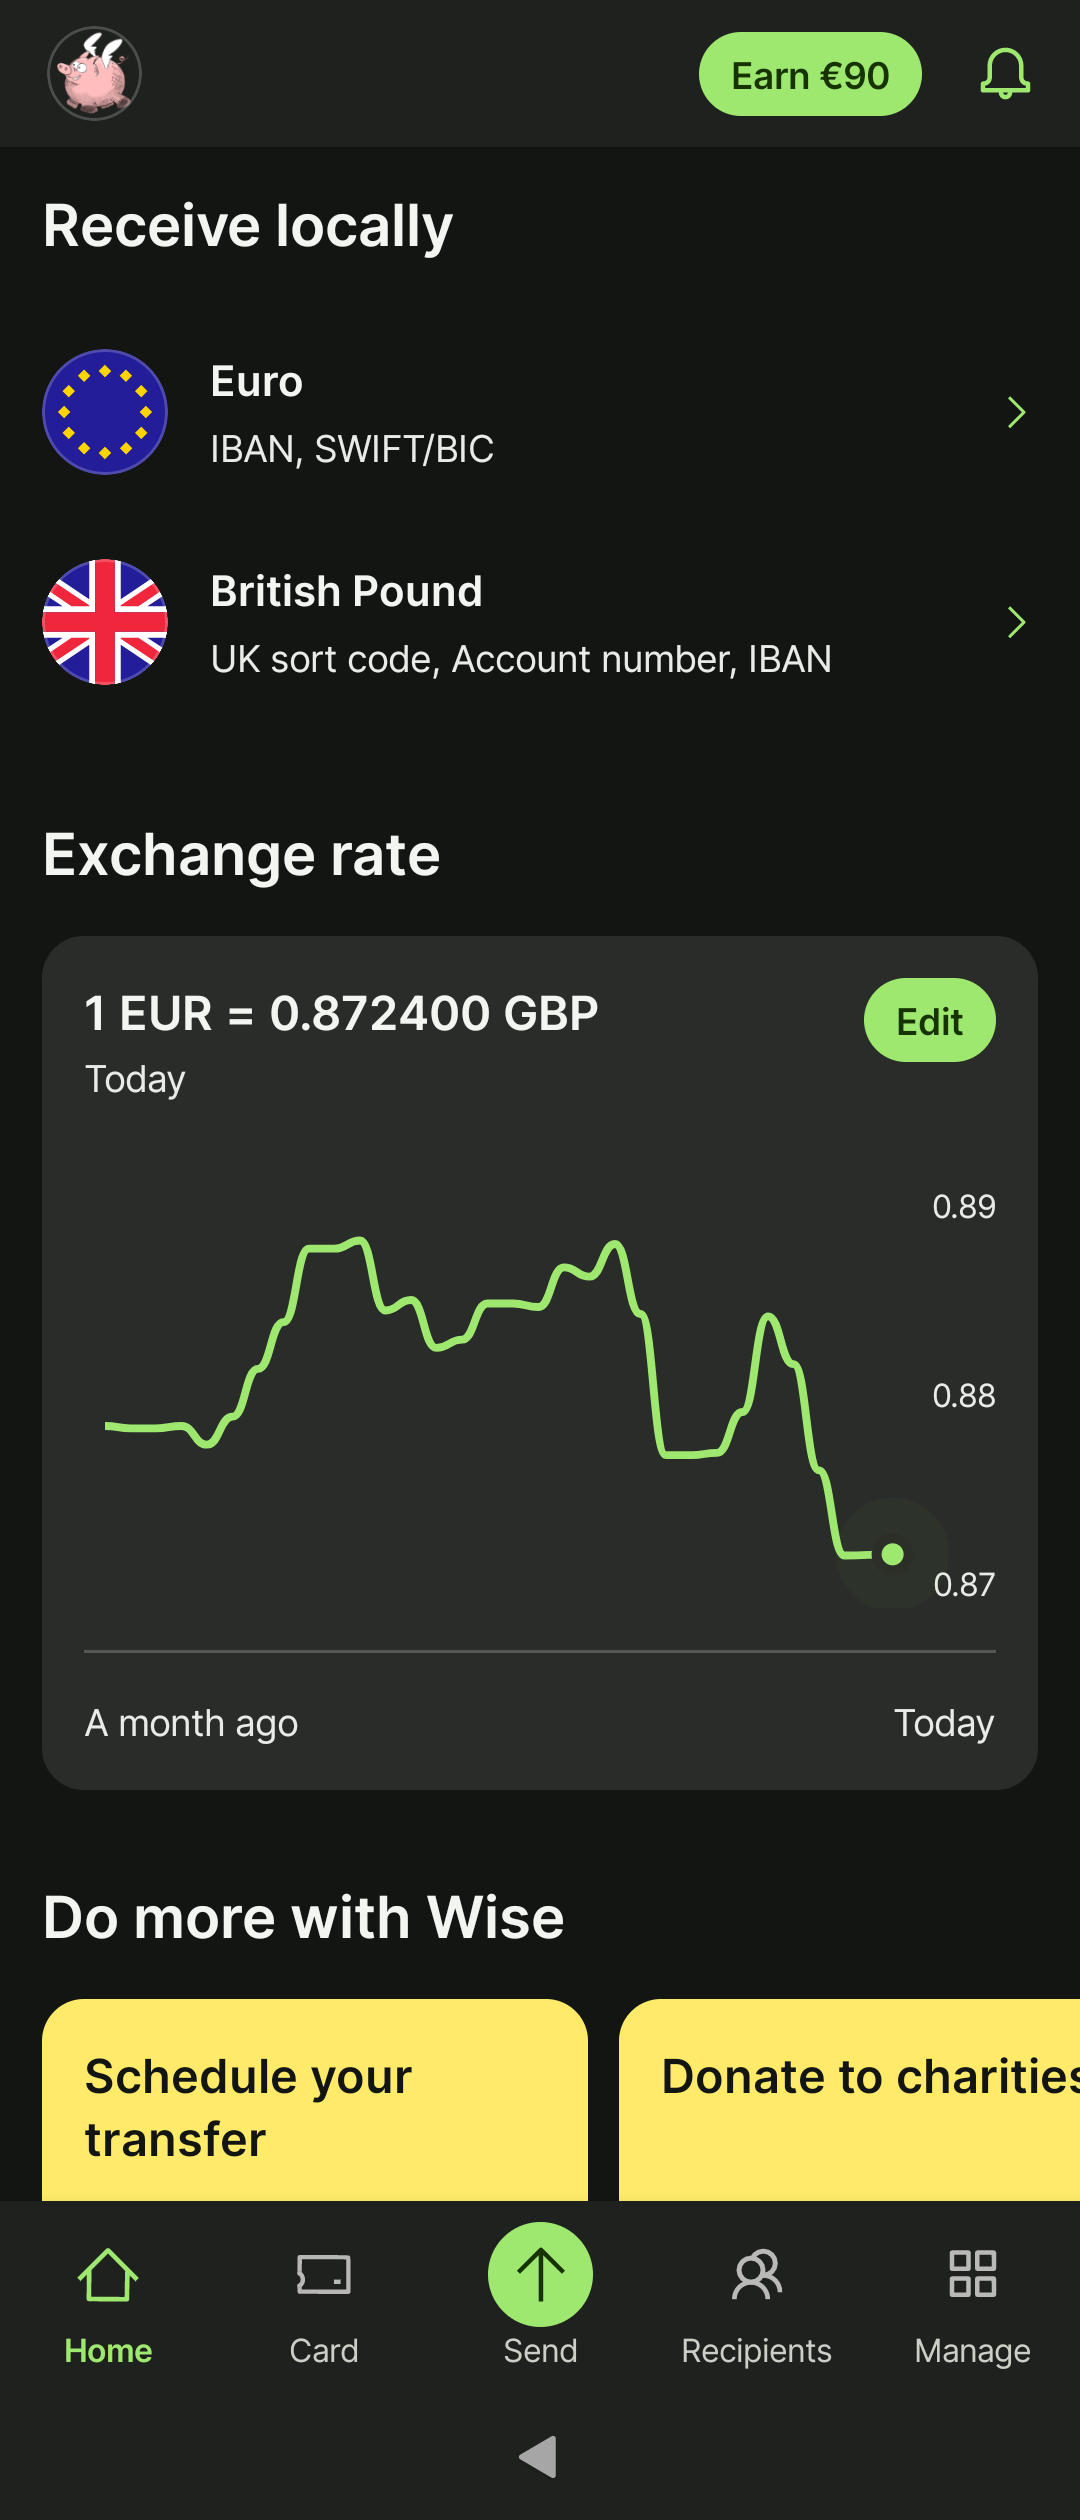 Earn €90
Receive locally
Euro
IBAN, SWIFT/BIC
British Pound
UK sort code, Account number, IBAN
Exchange rate
1 EUR = 0.872400 GBP
Edit
Today
0.89
0.88
0.87
A month ago
Today
Do more with Wise
Schedule your
transfer
Donate to charities
Home
Card
Send
Recipients
Manage